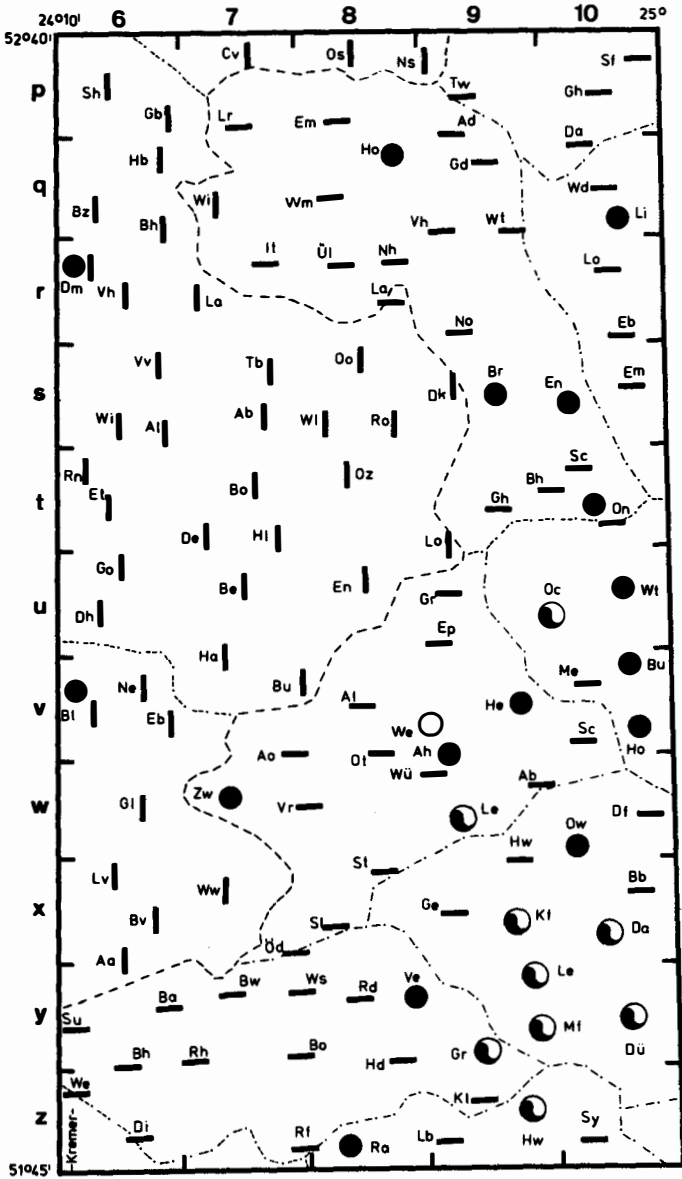 6 7 8 9 10
24°10' 25°
52°40'
Cv Os Ns Sf
p
Sh Tw Gh
Gb Lr Em Ad Da
Hb Ho Gd
q
Wi Wm Wd
Bz Bh Vh Wt Li
It Ül Nh Lo
r
Dm Vh La La
No Eb
Vv Tb Oo Br En Em
s
Dk
Wi Al Ab Wl Ro
Rn Oz Sc
t
Et Bo Bh Gh On
De Hl Lo
Go Be En Oc Wt
u
Dh Gr
Ep
Ha Bu Me Bu
v
Ne Al He
Bl Eb We Sc Ho
Ao Ot Ah
Wü Ab
w
Zw
Gl Vr Le Df
Ow
St Hw
Lv Ww Bb
x
Bv Sl Ge Kf Da
Aa Od Le
Bw Ws Rd Ve
y
Ba
Su Mf
Bh Rh Bo Hd Gr Dü
We Kl
z
Kremer-
Di Rf Ra Lb Hw Sy
51°45'